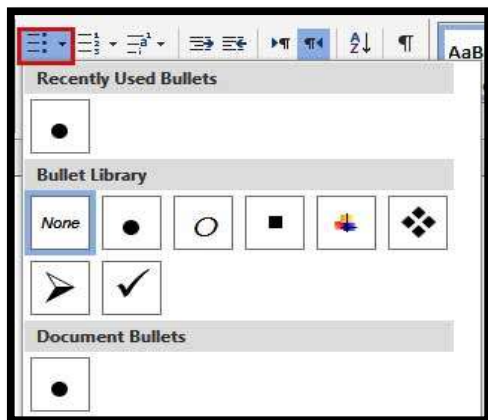 AaB
Recently Used Bullets
Bullet Library
None
Document Bullets